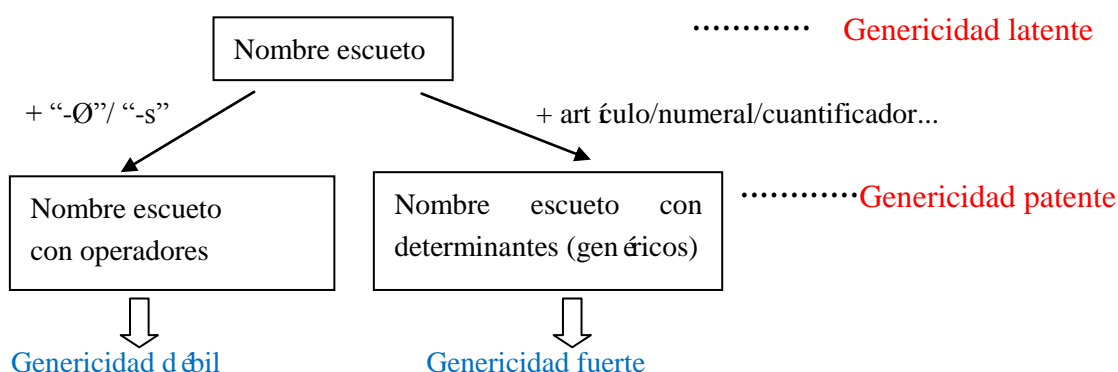 Nombre escueto
············ Genericidad latente
+ “-Ø”/ “-s”
+ artículo/numeral/cuantificador...
Nombre escueto
con operadores
Nombre escueto con
determinantes (genéricos)
············Genericidad patente
Genericidad débil
Genericidad fuerte